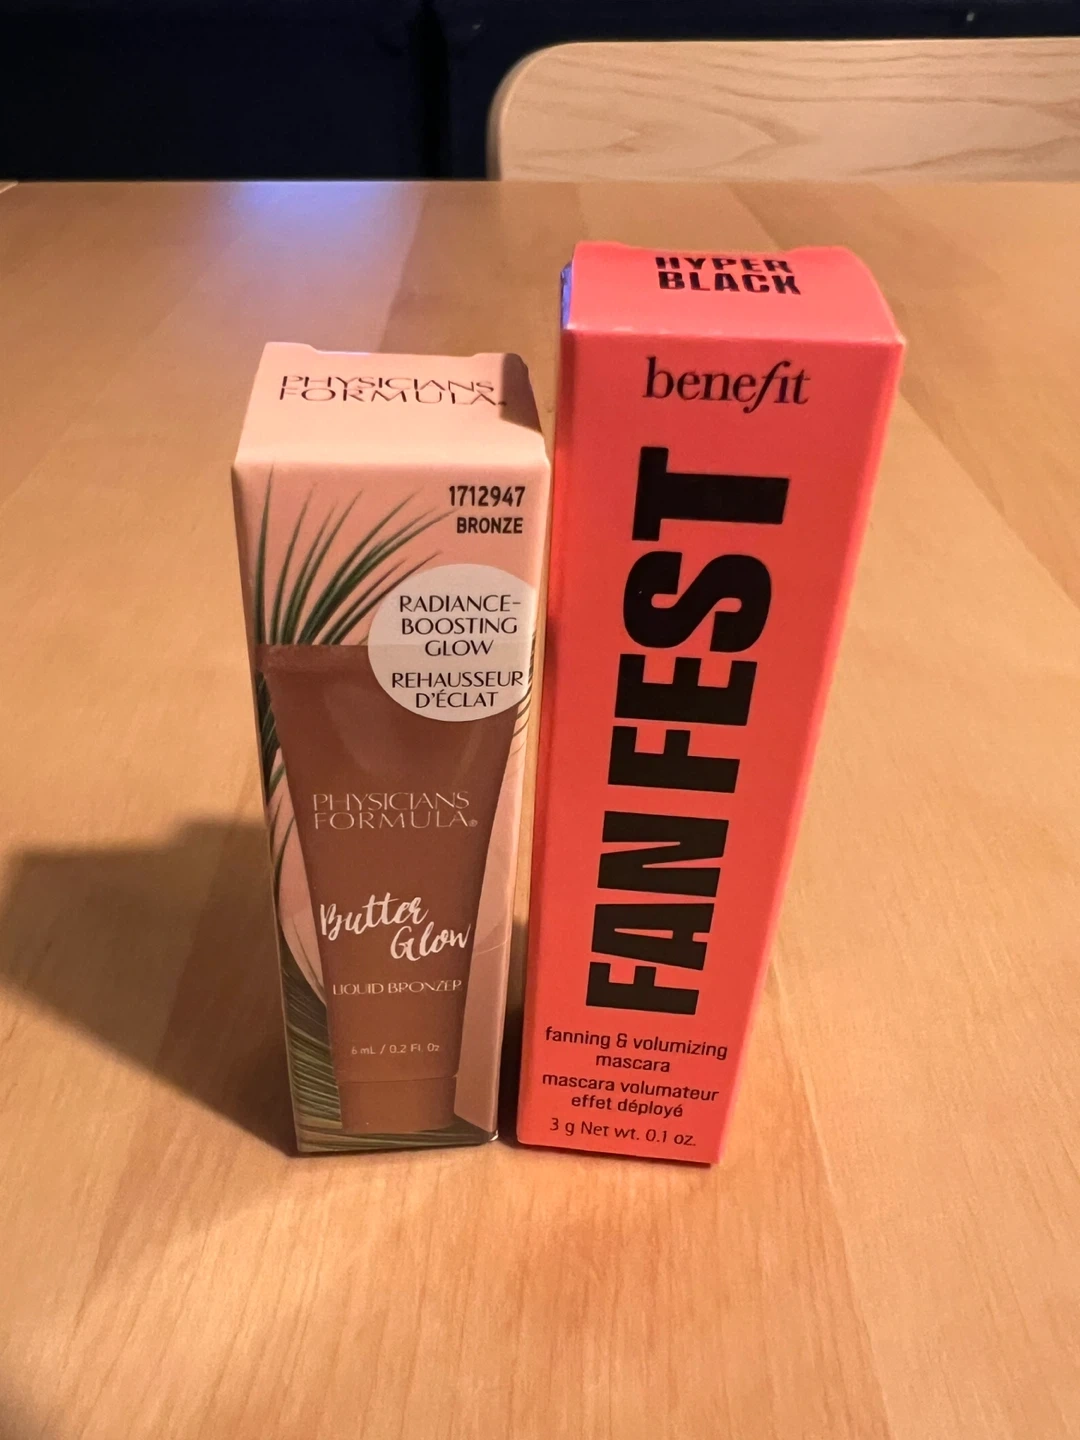 PHYSICIANS
FORMULA®
1712947
BRONZE
RADIANCE-
BOOSTING
GLOW
REHAUSSEUR
D'ÉCLAT
PHYSICIANS
FORMULA®
Butter
Glow
LIQUID BRONZER
6 mL / 0.2 Fl. Oz.
HYPER
BLACK
benefit
FAN FEST
fanning & volumizing
mascara
mascara volumateur
effet déployé
3 g Net wt. 0.1 oz.